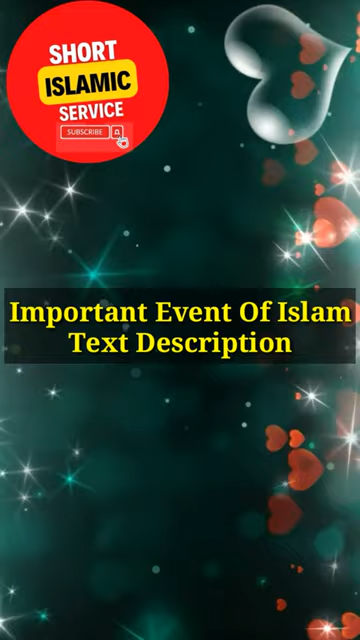 SHORT
ISLAMIC
SERVICE
SUBSCRIBE
Important Event Of Islam
Text Description